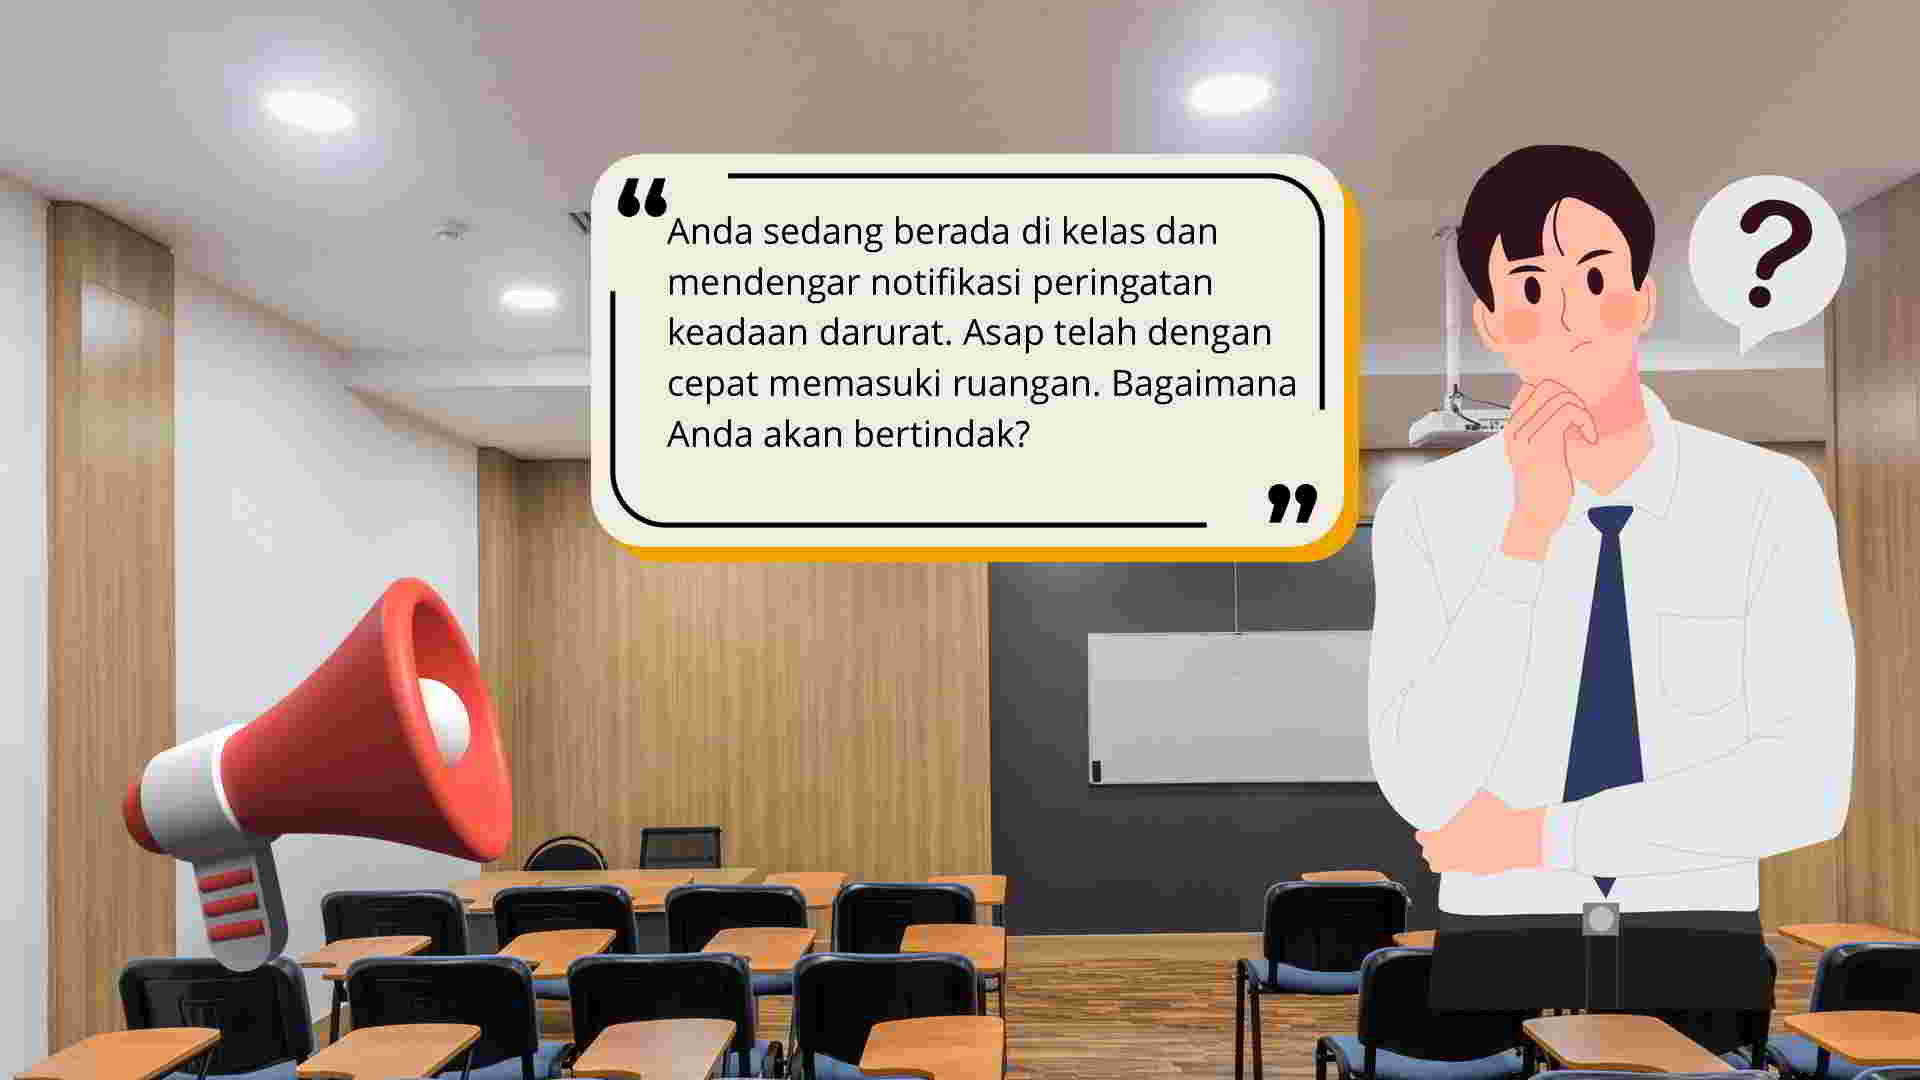 “Anda sedang berada di kelas dan
mendengar notifikasi peringatan
keadaan darurat. Asap telah dengan
cepat memasuki ruangan. Bagaimana
Anda akan bertindak?
”
?